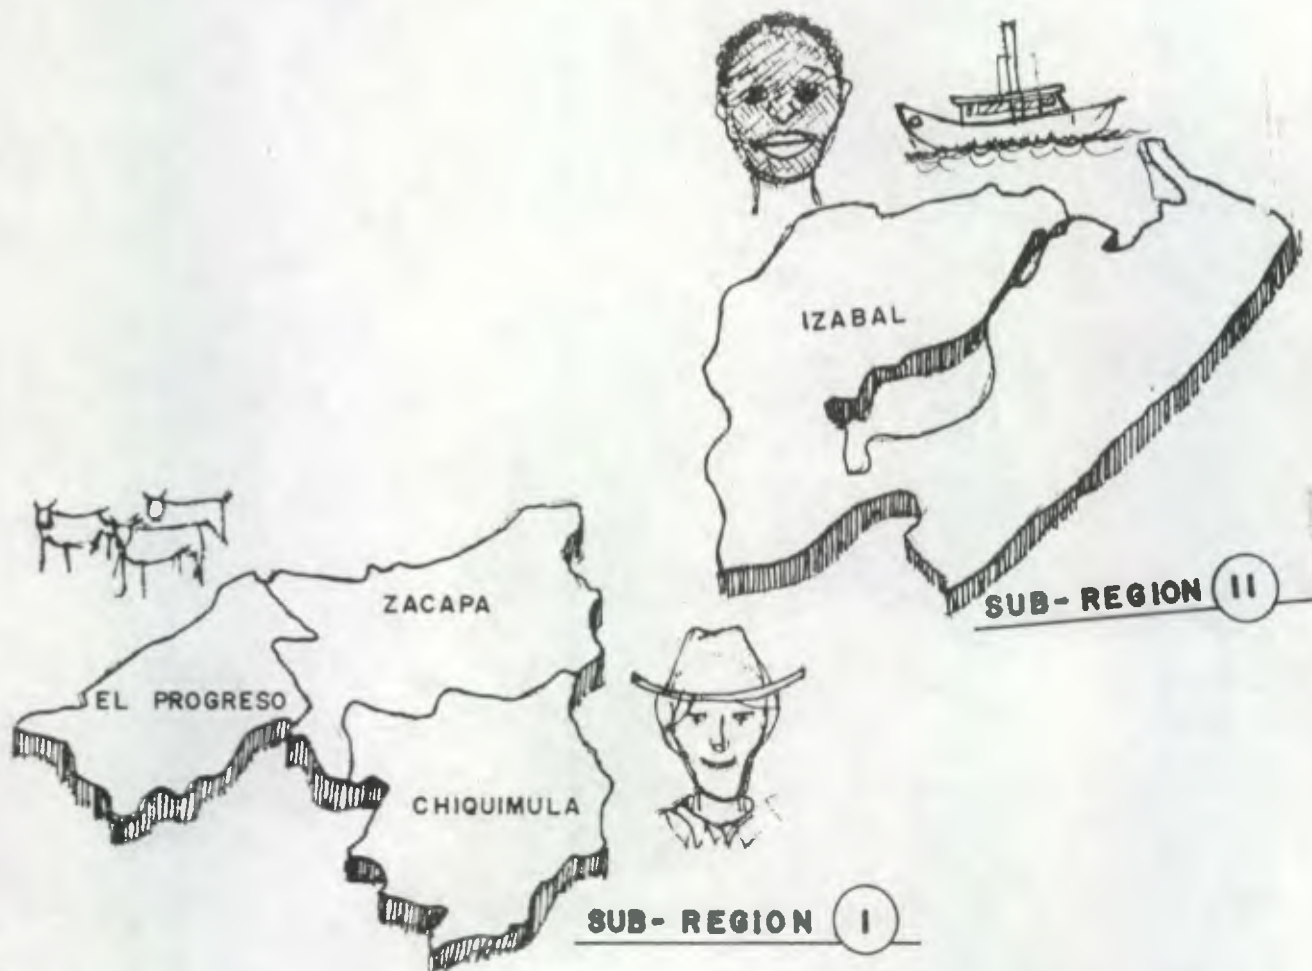 IZABAL
SUB-REGION II
ZACAPA
EL PROGRESO
CHIQUIMULA
SUB-REGION I